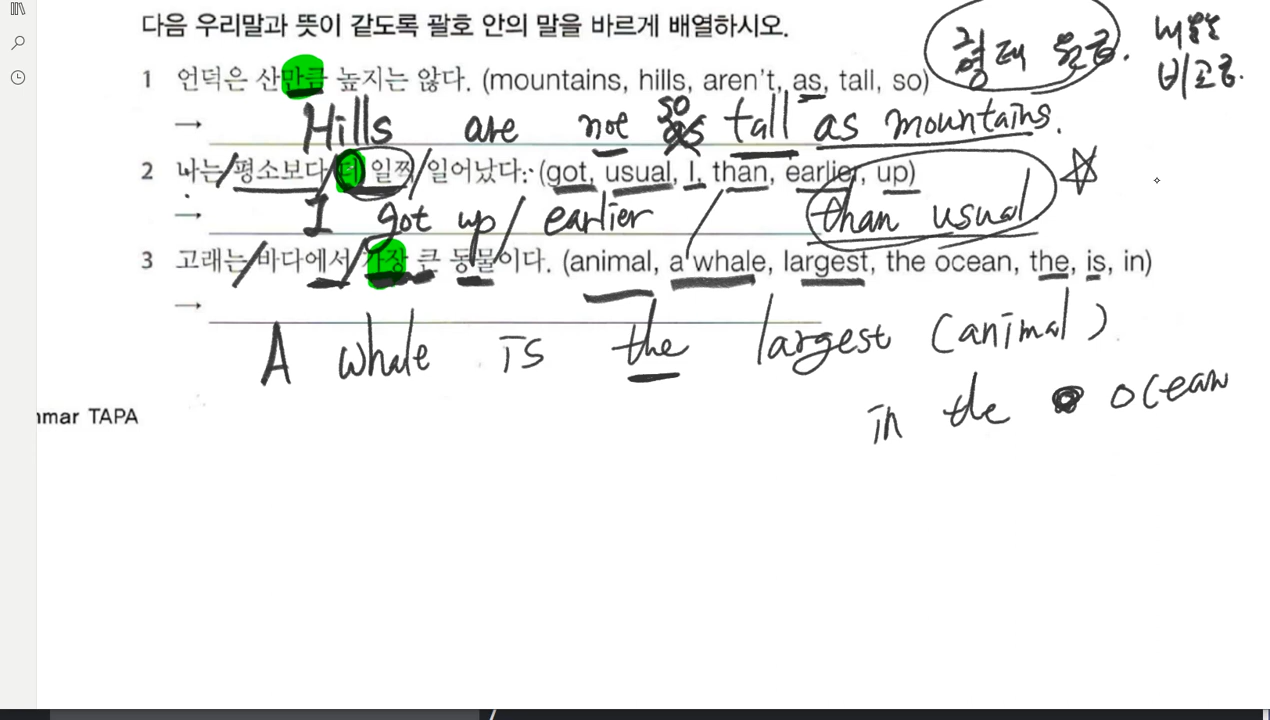 다음 우리말과 뜻이 같도록 괄호 안의 말을 바르게 배열하시오.
형태 원급. 내용은 비교급.
1 언덕은 산만큼 높지는 않다. (mountains, hills, aren't, as, tall, so)
→ Hills are not so tall as mountains.
2 나는/평소보다/더 일찍/일어났다. (got, usual, I, than, earlier, up)
→ I got up / earlier than usual
3 고래는/바다에서/가장 큰 동물이다. (animal, a whale, largest, the ocean, the, is, in)
→
A whale is the largest (animal)
in the ocean
mmar TAPA